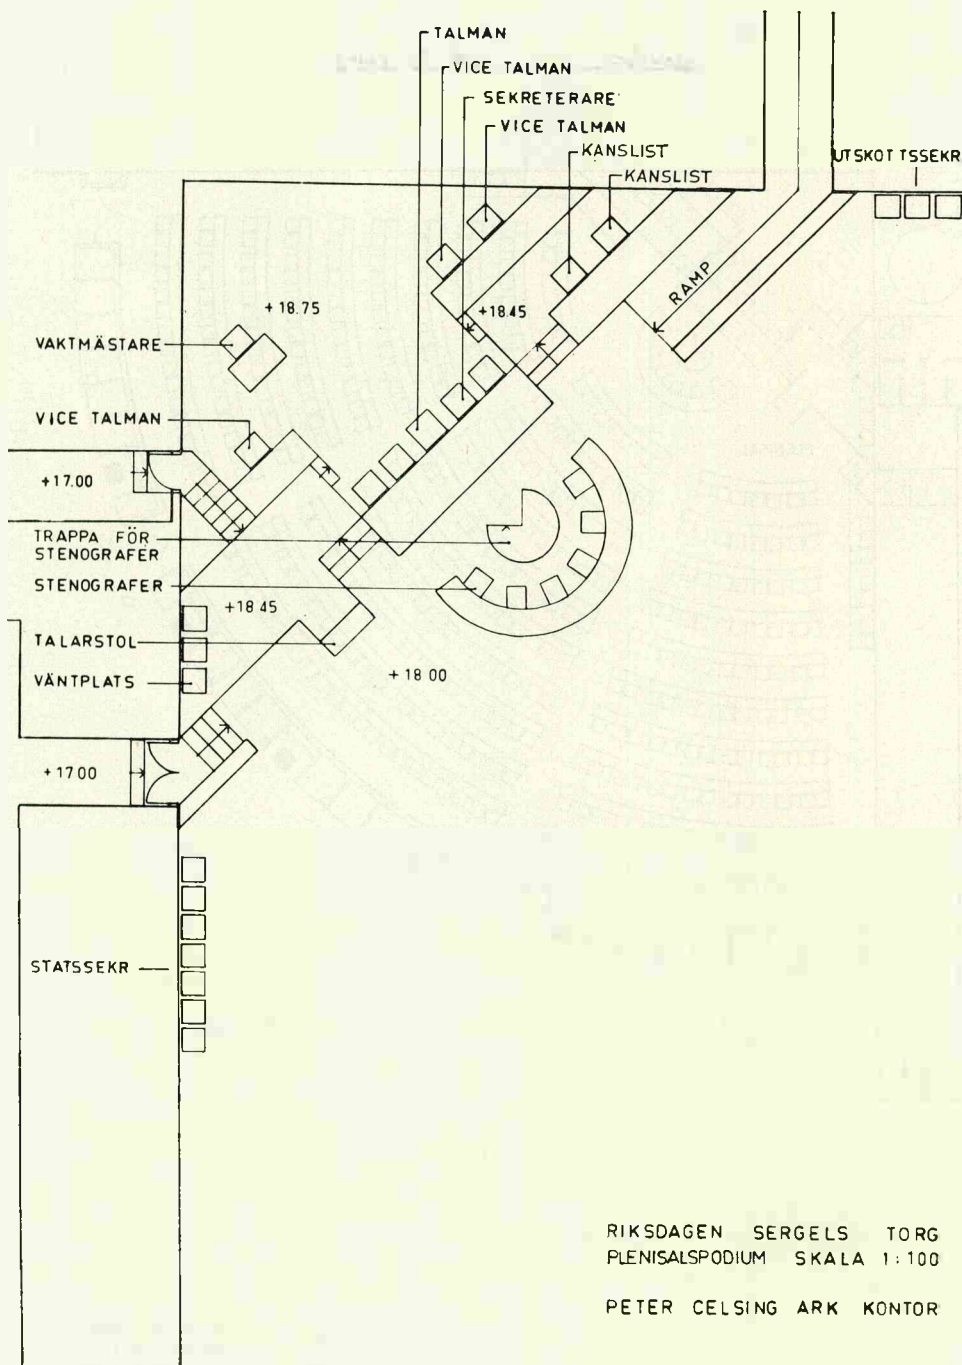 TALMAN
VICE TALMAN
SEKRETERARE
VICE TALMAN
KANSLIST
KANSLIST
UTSKOTTSSEKR
RAMP
+18.75
+18.45
VAKTMÄSTARE
VICE TALMAN
+17.00
TRAPPA FÖR
STENOGRAFER
STENOGRAFER
+18.45
TALARSTOL
+18 00
VÄNTPLATS
+1700
STATSSEKR
RIKSDAGEN SERGELS TORG
PLENISALSPODIUM SKALA 1:100
PETER CELSING ARK KONTOR